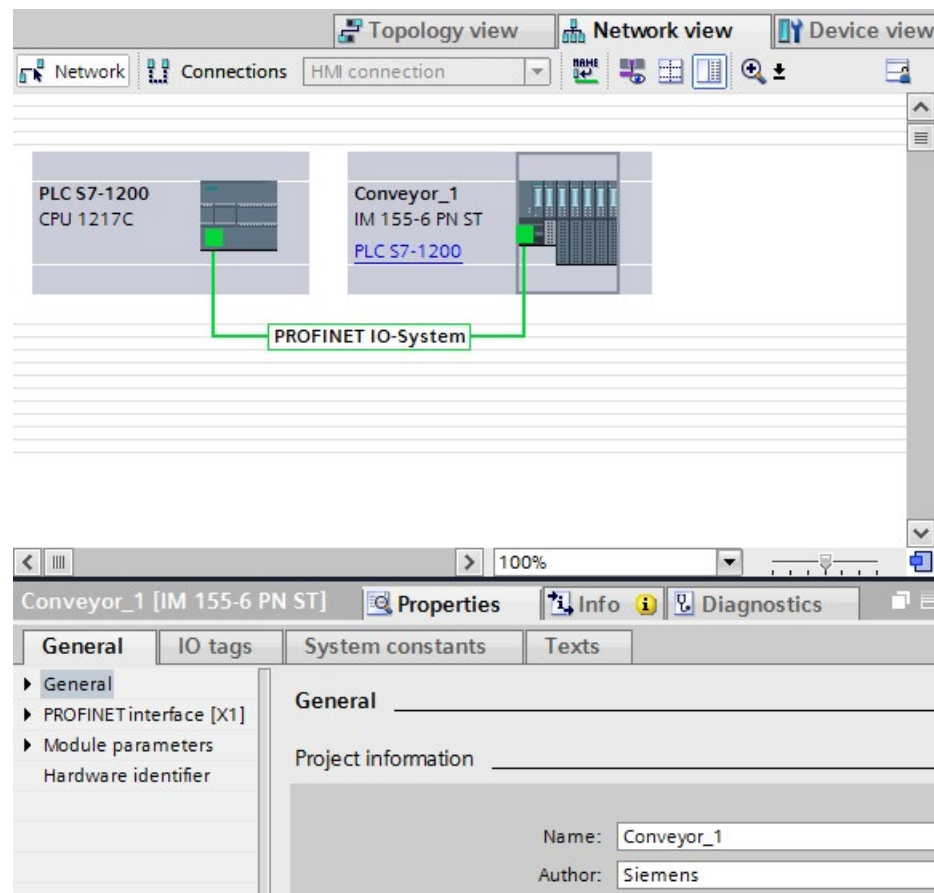 Topology view Network view Device view
Network Connections HMI connection
PLC S7-1200
CPU 1217C
Conveyor_1
IM 155-6 PN ST
PLC S7-1200
PROFINET IO-System
100%
Conveyor_1 [IM 155-6 PN ST] Properties Info Diagnostics
General IO tags System constants Texts
General
PROFINET interface [X1]
Module parameters
Hardware identifier
General
Project information
Name: Conveyor_1
Author: Siemens